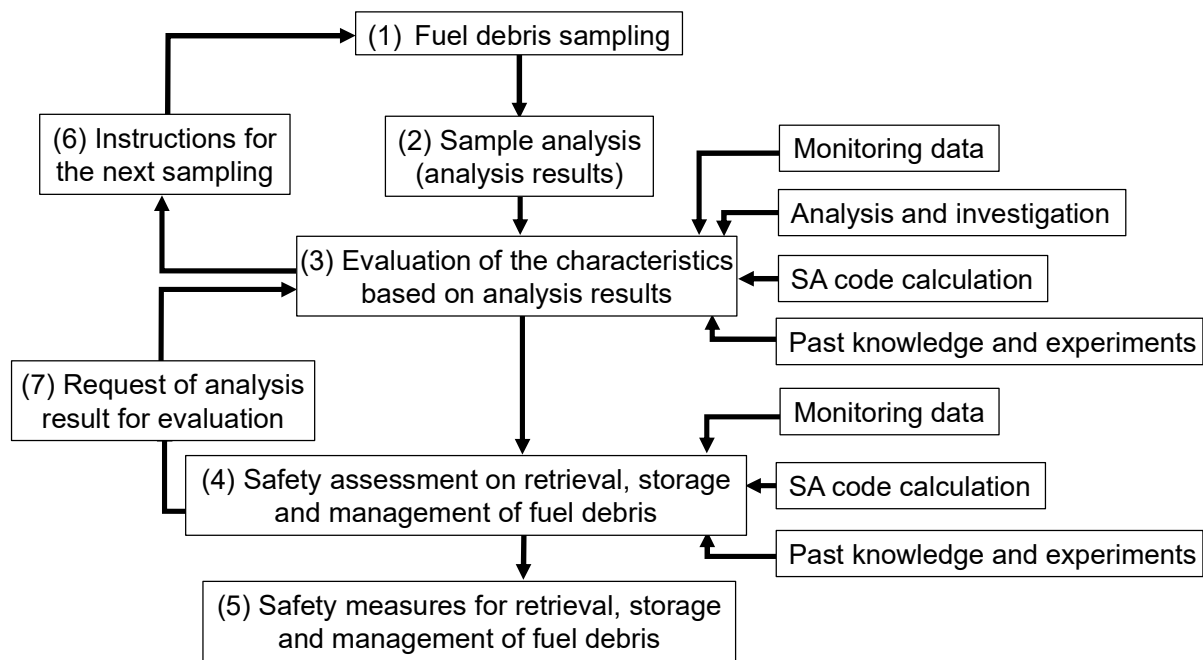 (1) Fuel debris sampling
(6) Instructions for
the next sampling
(2) Sample analysis
(analysis results)
Monitoring data
Analysis and investigation
(3) Evaluation of the characteristics
based on analysis results
SA code calculation
Past knowledge and experiments
(7) Request of analysis
result for evaluation
Monitoring data
(4) Safety assessment on retrieval, storage
and management of fuel debris
SA code calculation
Past knowledge and experiments
(5) Safety measures for retrieval, storage
and management of fuel debris